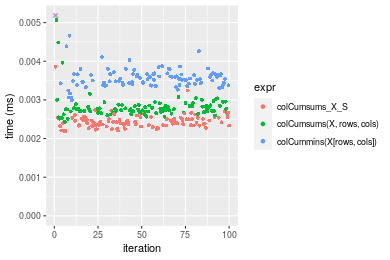 0.005
0.004
0.003
0.002
0.001
0.000
time (ms)
0
25
50
75
100
iteration
expr
colCumsums_X_S
colCumsums(X, rows, cols)
colCummins(X[rows, cols])